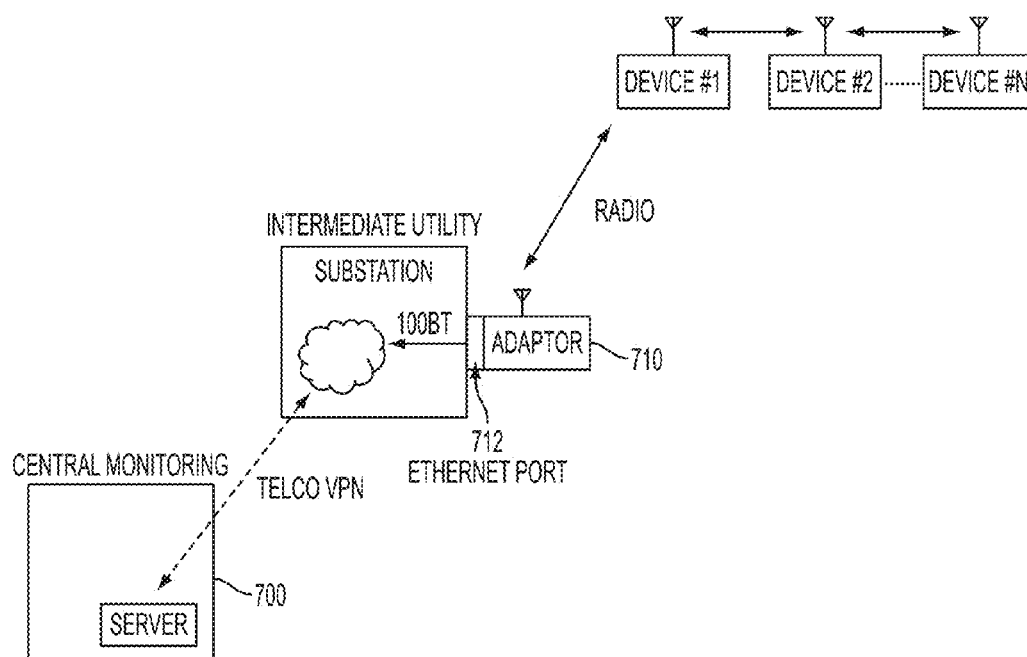 DEVICE #1 DEVICE #2 DEVICE #N
RADIO
INTERMEDIATE UTILITY
SUBSTATION
100BT
ADAPTOR
710
712
ETHERNET PORT
CENTRAL MONITORING
TELCO VPN
700
SERVER